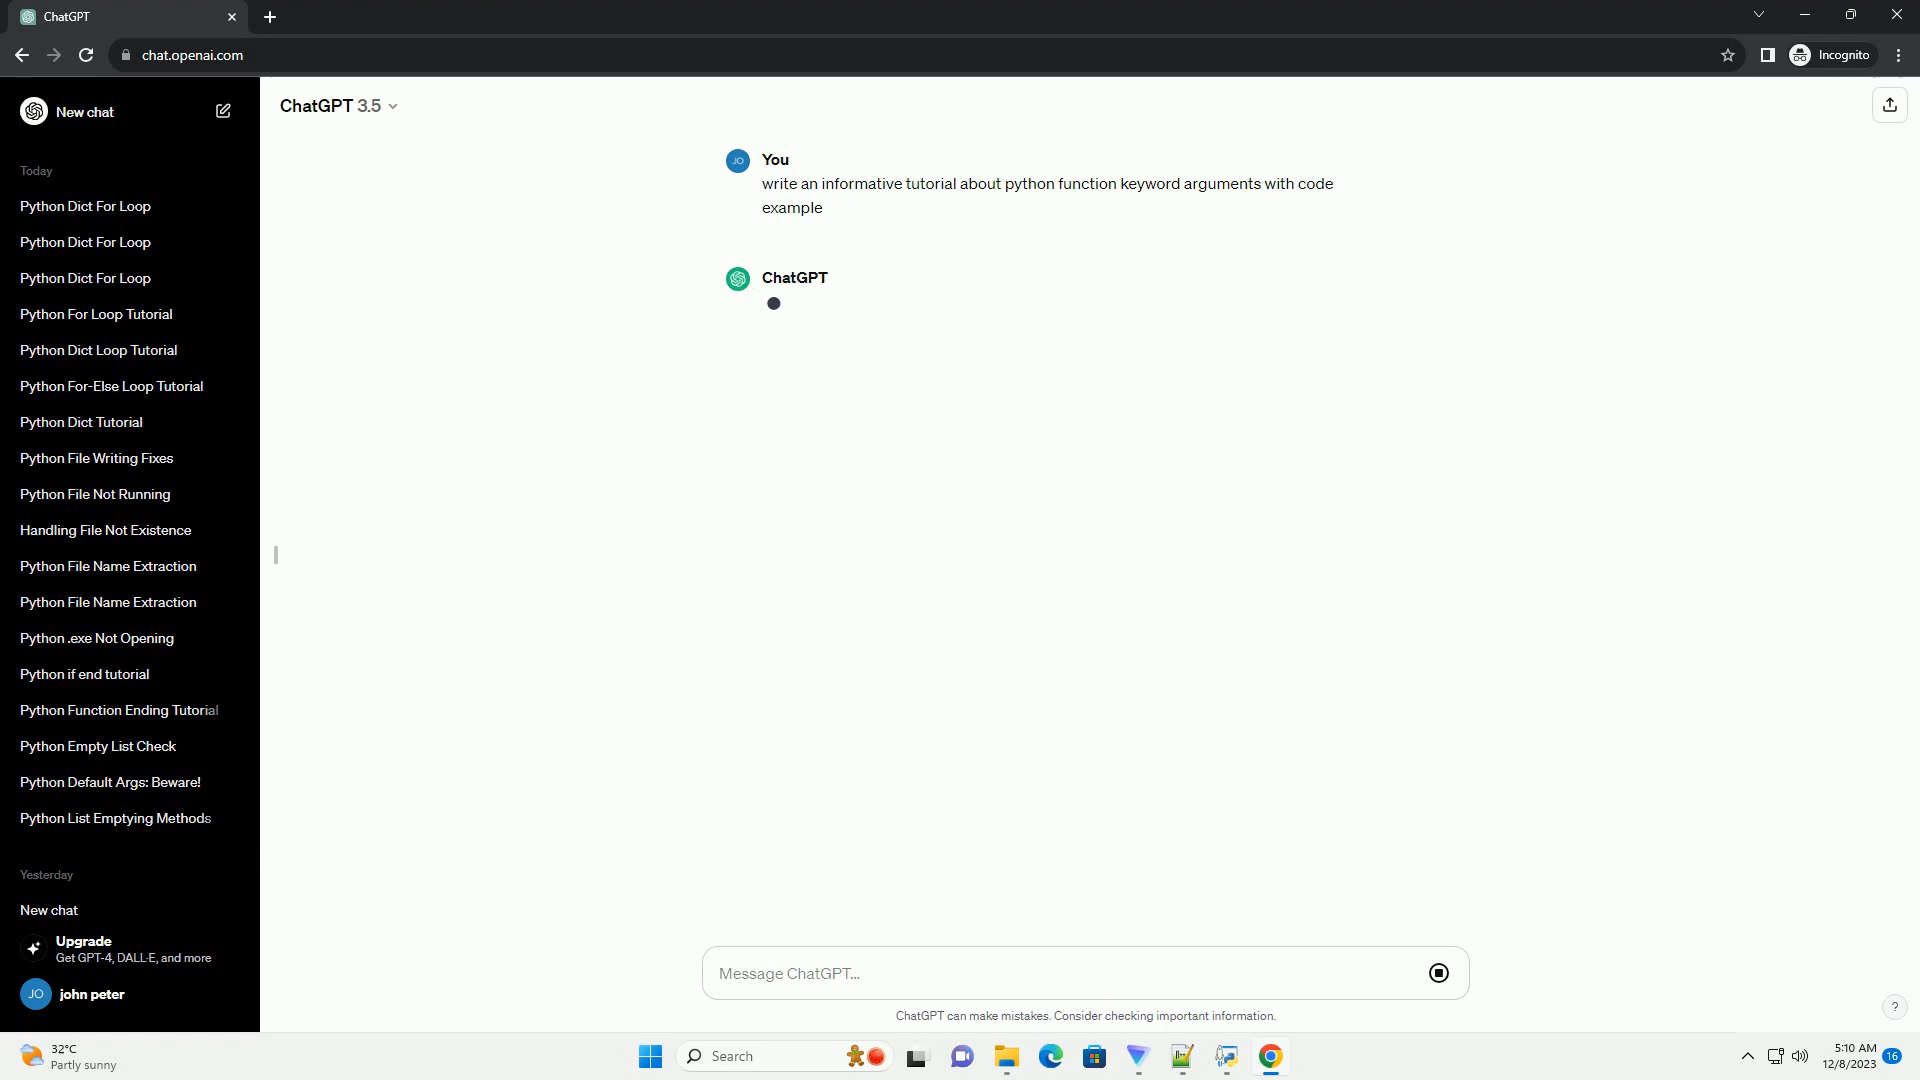 ChatGPT
chat.openai.com
Incognito
New chat
Today
Python Dict For Loop
Python Dict For Loop
Python Dict For Loop
Python For Loop Tutorial
Python Dict Loop Tutorial
Python For-Else Loop Tutorial
Python Dict Tutorial
Python File Writing Fixes
Python File Not Running
Handling File Not Existence
Python File Name Extraction
Python File Name Extraction
Python .exe Not Opening
Python if end tutorial
Python Function Ending Tutorial
Python Empty List Check
Python Default Args: Beware!
Python List Emptying Methods
Yesterday
New chat
Upgrade
Get GPT-4, DALL·E, and more
JO john peter
ChatGPT 3.5
JO You
write an informative tutorial about python function keyword arguments with code
example
ChatGPT
Message ChatGPT...
ChatGPT can make mistakes. Consider checking important information.
?
32°C
Partly sunny
Search
5:10 AM
12/8/2023
16